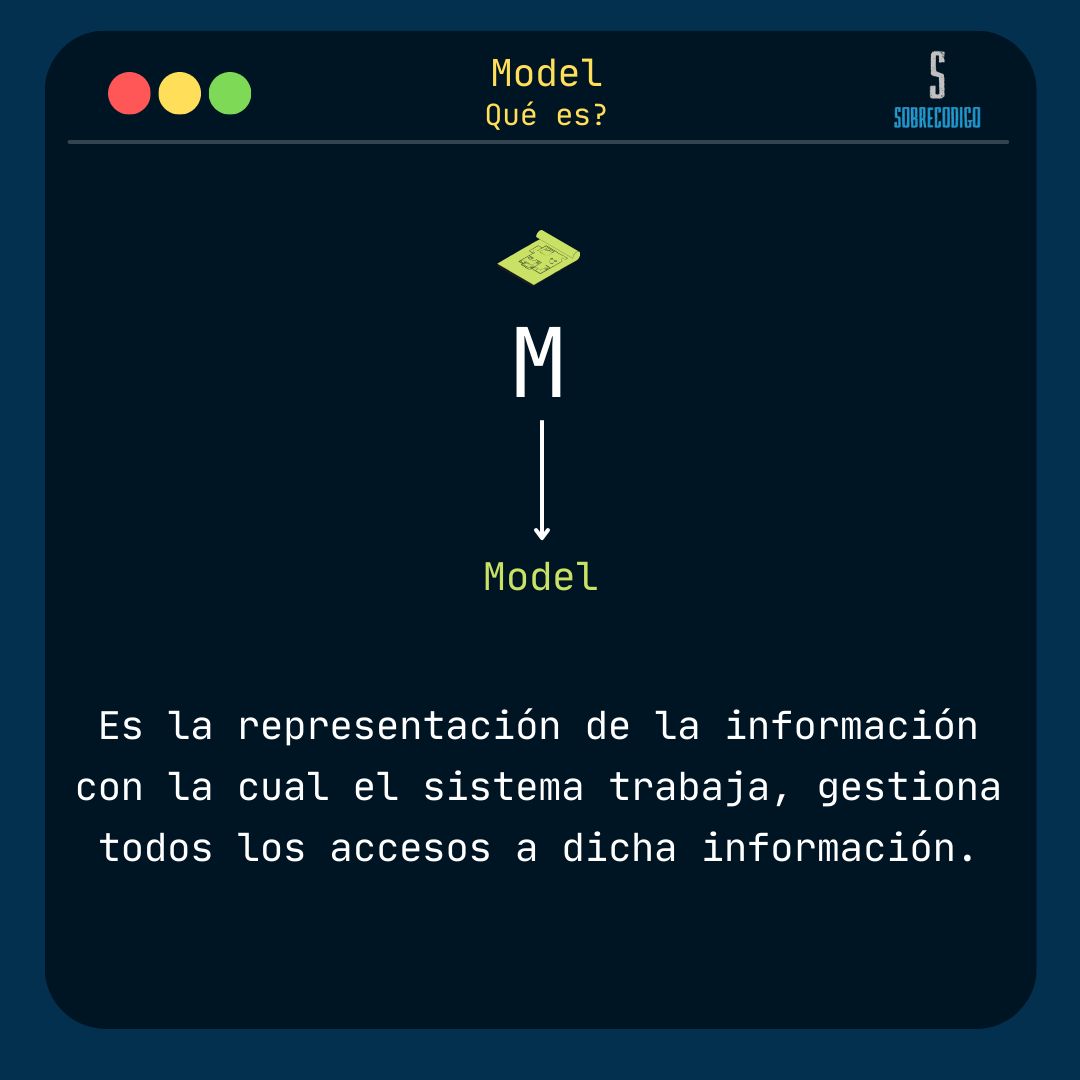 Model
Qué es?
S
SOBRECODIGO
M
Model
Es la representación de la información
con la cual el sistema trabaja, gestiona
todos los accesos a dicha información.